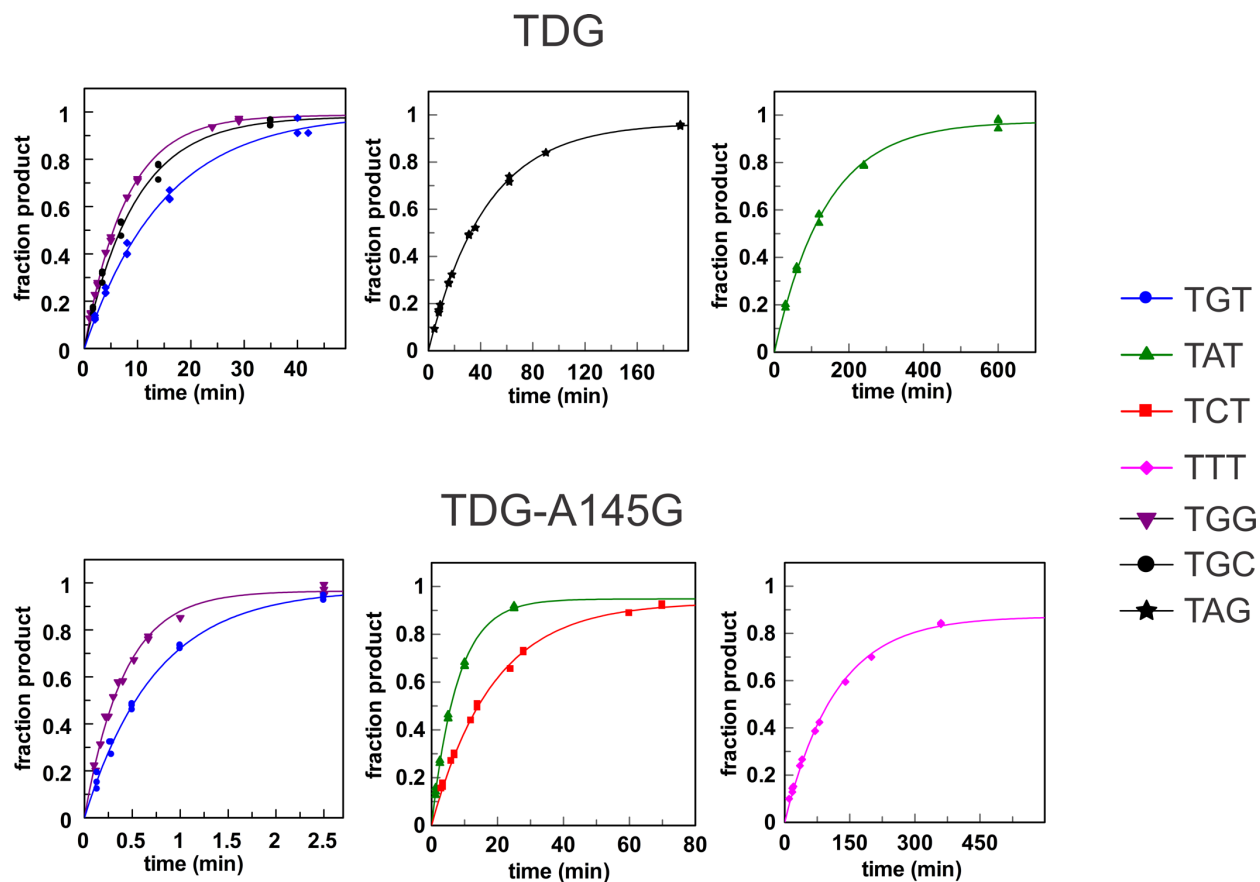 TDG
fraction product
1
0.8
0.6
0.4
0.2
0
0 10 20 30 40
time (min)
fraction product
1
0.8
0.6
0.4
0.2
0
0 40 80 120 160
time (min)
fraction product
1
0.8
0.6
0.4
0.2
0
0 200 400 600
time (min)
TGT
TAT
TCT
TTT
TGG
TGC
TAG
TDG-A145G
fraction product
1
0.8
0.6
0.4
0.2
0
0 0.5 1.0 1.5 2 2.5
time (min)
fraction product
1
0.8
0.6
0.4
0.2
0
0 20 40 60 80
time (min)
fraction product
1
0.8
0.6
0.4
0.2
0
0 150 300 450
time (min)